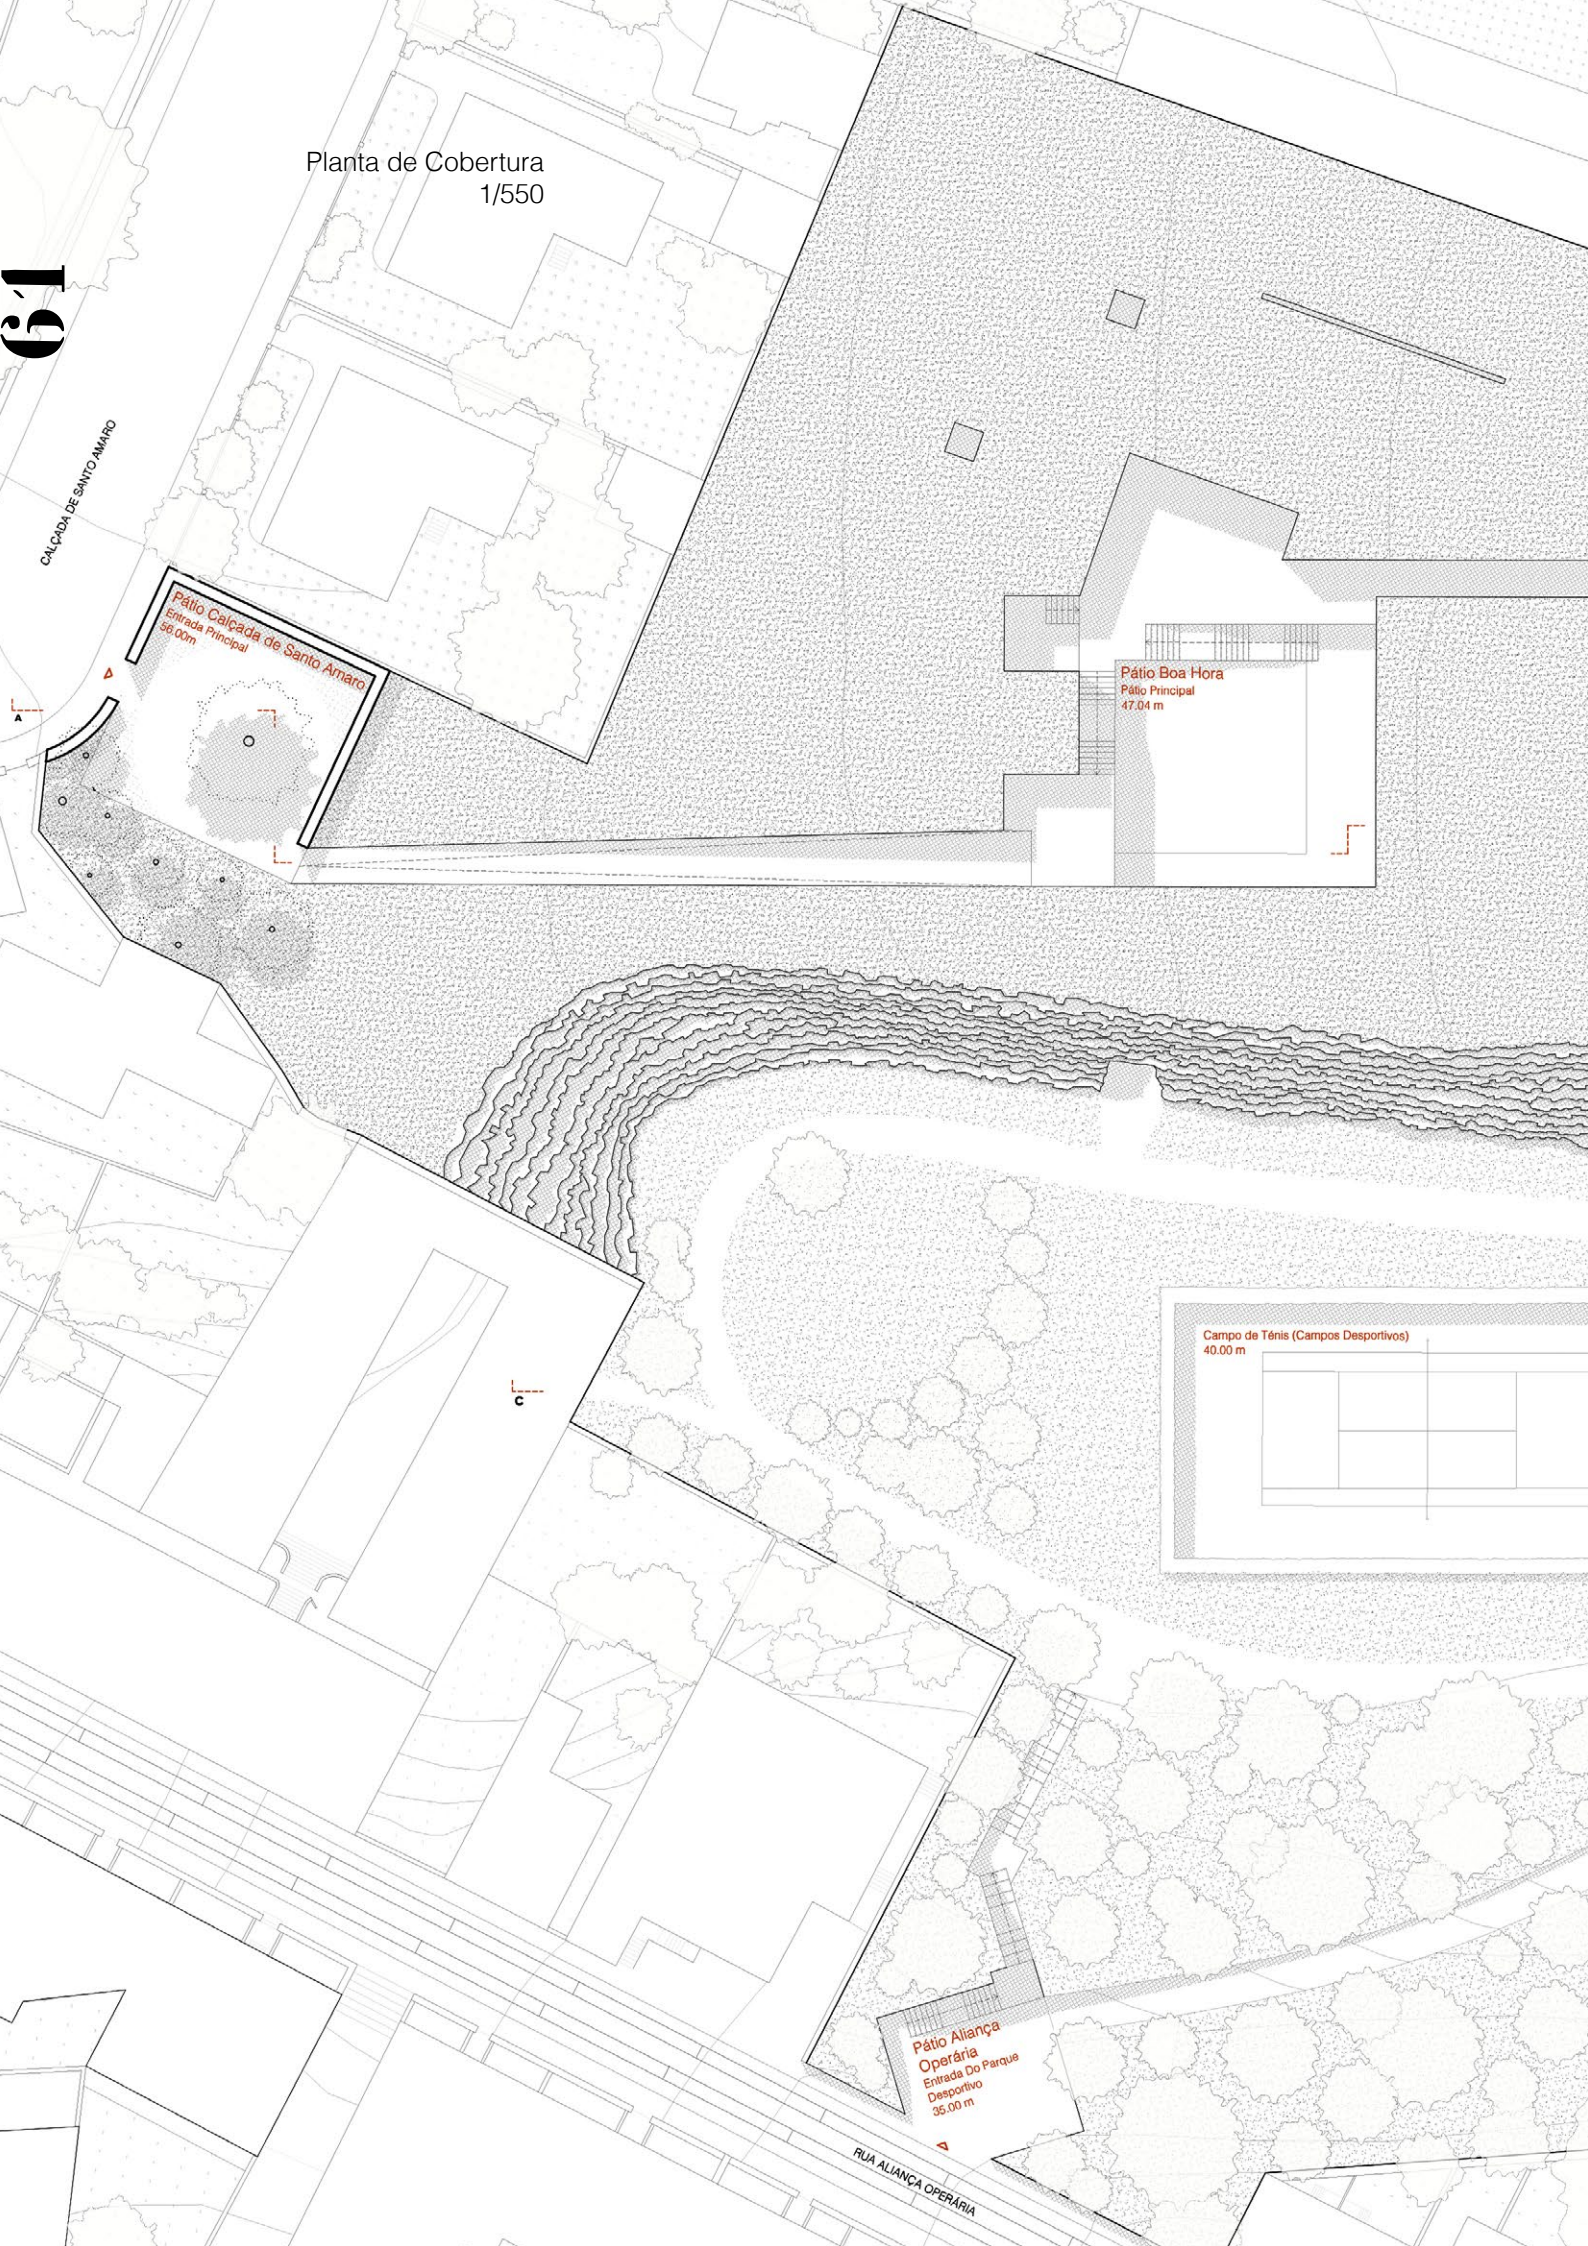 Planta de Cobertura
1/550
61
CALÇADA DE SANTO AMARO
Pátio Calçada de Santo Amaro
Entrada Principal
56.00m
A
Pátio Boa Hora
Pátio Principal
47.04 m
Campo de Ténis (Campos Desportivos)
40.00 m
C
Pátio Aliança
Operária
Entrada Do Parque
Desportivo
35.00 m
RUA ALIANÇA OPERÁRIA